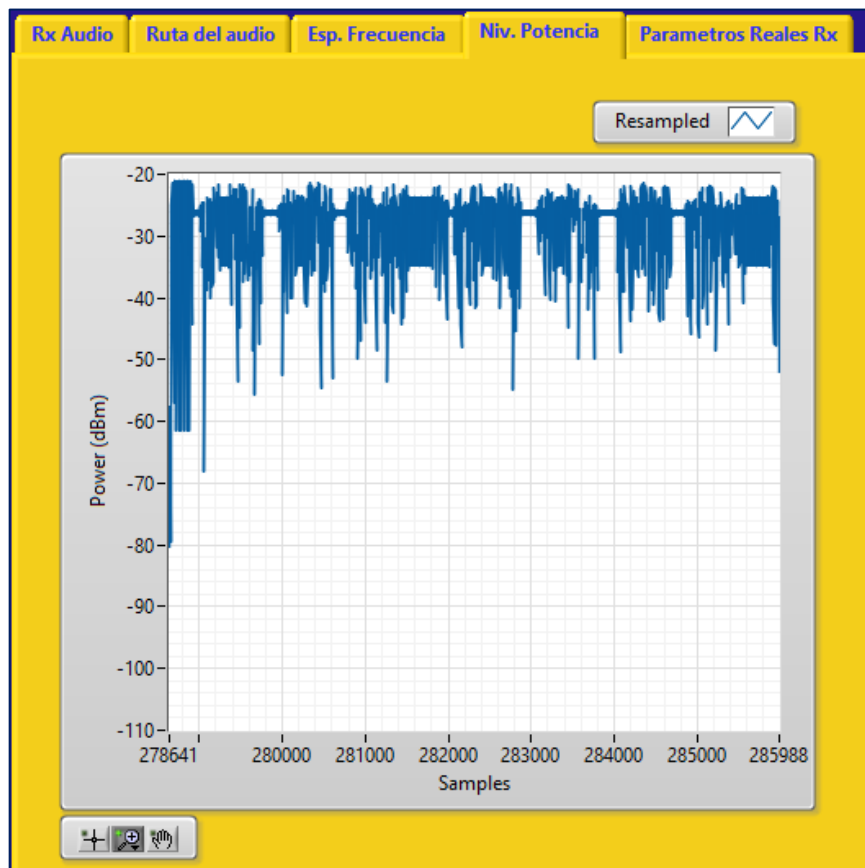 Rx Audio Ruta del audio Esp. Frecuencia Niv. Potencia Parametros Reales Rx
Resampled
-20
-30
-40
-50
-60
-70
-80
-90
-100
-110
Power (dBm)
278641 280000 281000 282000 283000 284000 285000 285988
Samples